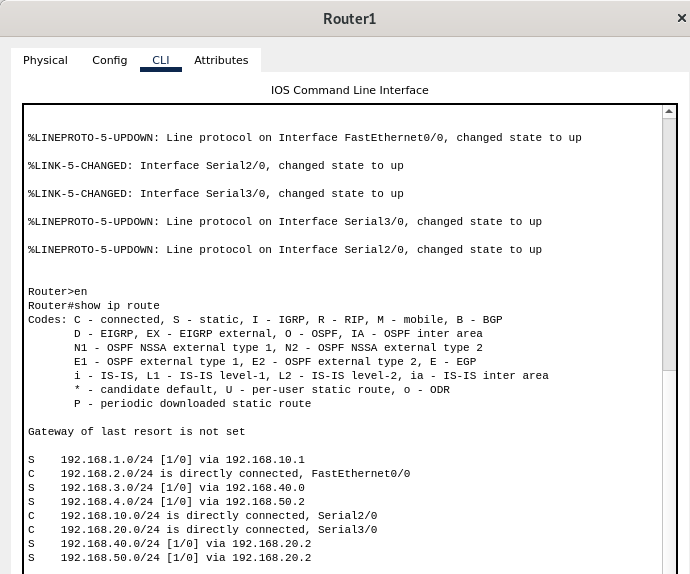 Router1
Physical Config CLI Attributes
IOS Command Line Interface
%LINEPROTO-5-UPDOWN: Line protocol on Interface FastEthernet0/0, changed state to up
%LINK-5-CHANGED: Interface Serial2/0, changed state to up
%LINK-5-CHANGED: Interface Serial3/0, changed state to up
%LINEPROTO-5-UPDOWN: Line protocol on Interface Serial3/0, changed state to up
%LINEPROTO-5-UPDOWN: Line protocol on Interface Serial2/0, changed state to up
Router>en
Router#show ip route
Codes: C - connected, S - static, I - IGRP, R - RIP, M - mobile, B - BGP
D - EIGRP, EX - EIGRP external, O - OSPF, IA - OSPF inter area
N1 - OSPF NSSA external type 1, N2 - OSPF NSSA external type 2
E1 - OSPF external type 1, E2 - OSPF external type 2, E - EGP
i - IS-IS, L1 - IS-IS level-1, L2 - IS-IS level-2, ia - IS-IS inter area
* - candidate default, U - per-user static route, o - ODR
P - periodic downloaded static route
Gateway of last resort is not set
S 192.168.1.0/24 [1/0] via 192.168.10.1
C 192.168.2.0/24 is directly connected, FastEthernet0/0
S 192.168.3.0/24 [1/0] via 192.168.40.0
S 192.168.4.0/24 [1/0] via 192.168.50.2
C 192.168.10.0/24 is directly connected, Serial2/0
C 192.168.20.0/24 is directly connected, Serial3/0
S 192.168.40.0/24 [1/0] via 192.168.20.2
S 192.168.50.0/24 [1/0] via 192.168.20.2